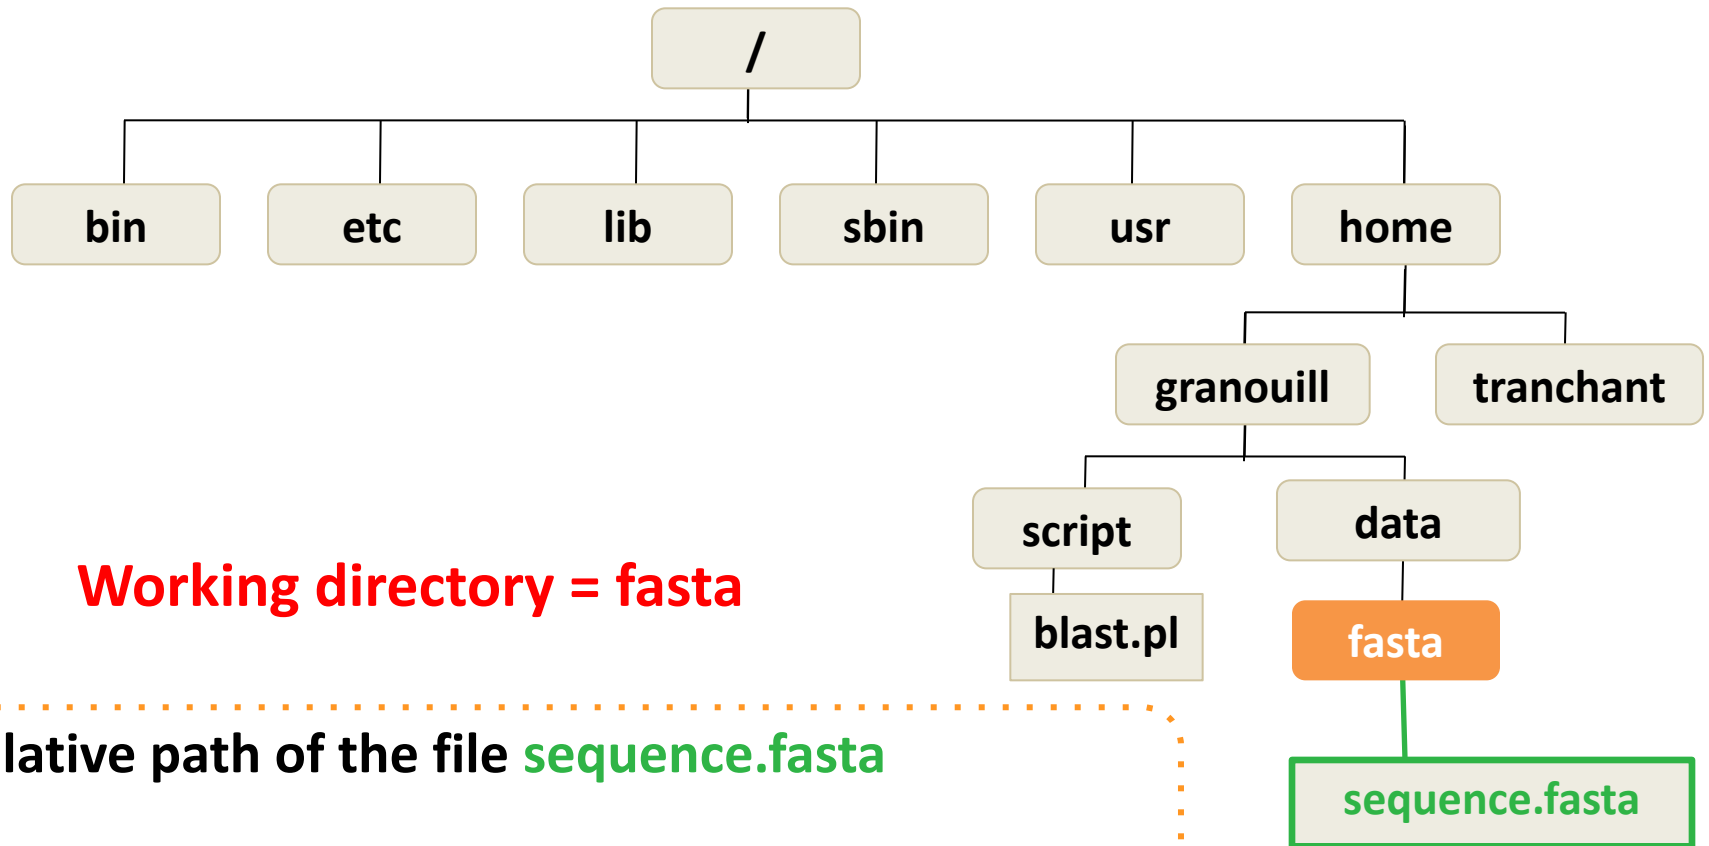 /
bin etc lib sbin usr home
granouill tranchant
script data
Working directory = fasta
blast.pl fasta
lative path of the file sequence.fasta
sequence.fasta